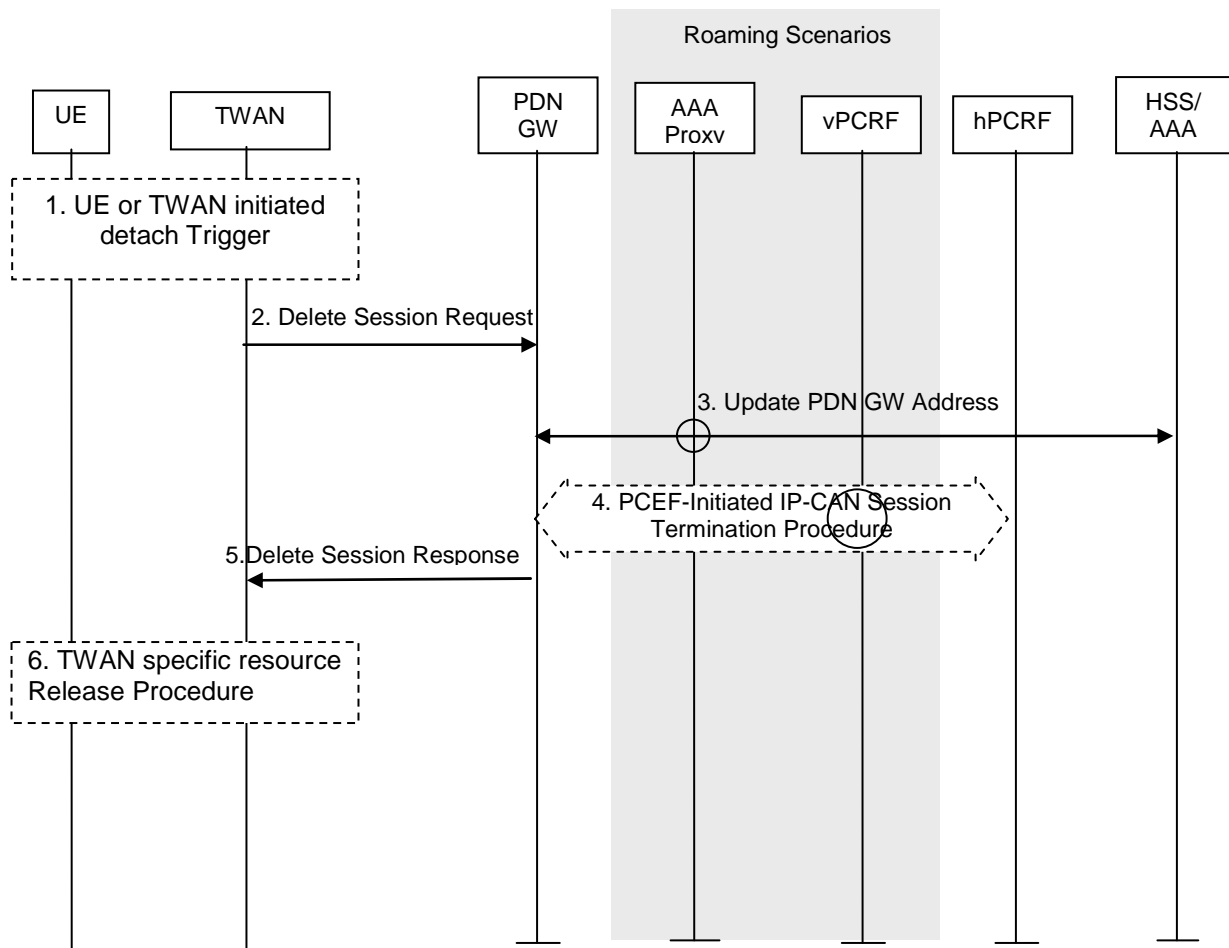 Roaming Scenarios
UE
TWAN
PDN
GW
AAA
Proxv
vPCRF
hPCRF
HSS/
AAA
1. UE or TWAN initiated
detach Trigger
2. Delete Session Request
3. Update PDN GW Address
4. PCEF-Initiated IP-CAN Session
Termination Procedure
5.Delete Session Response
6. TWAN specific resource
Release Procedure